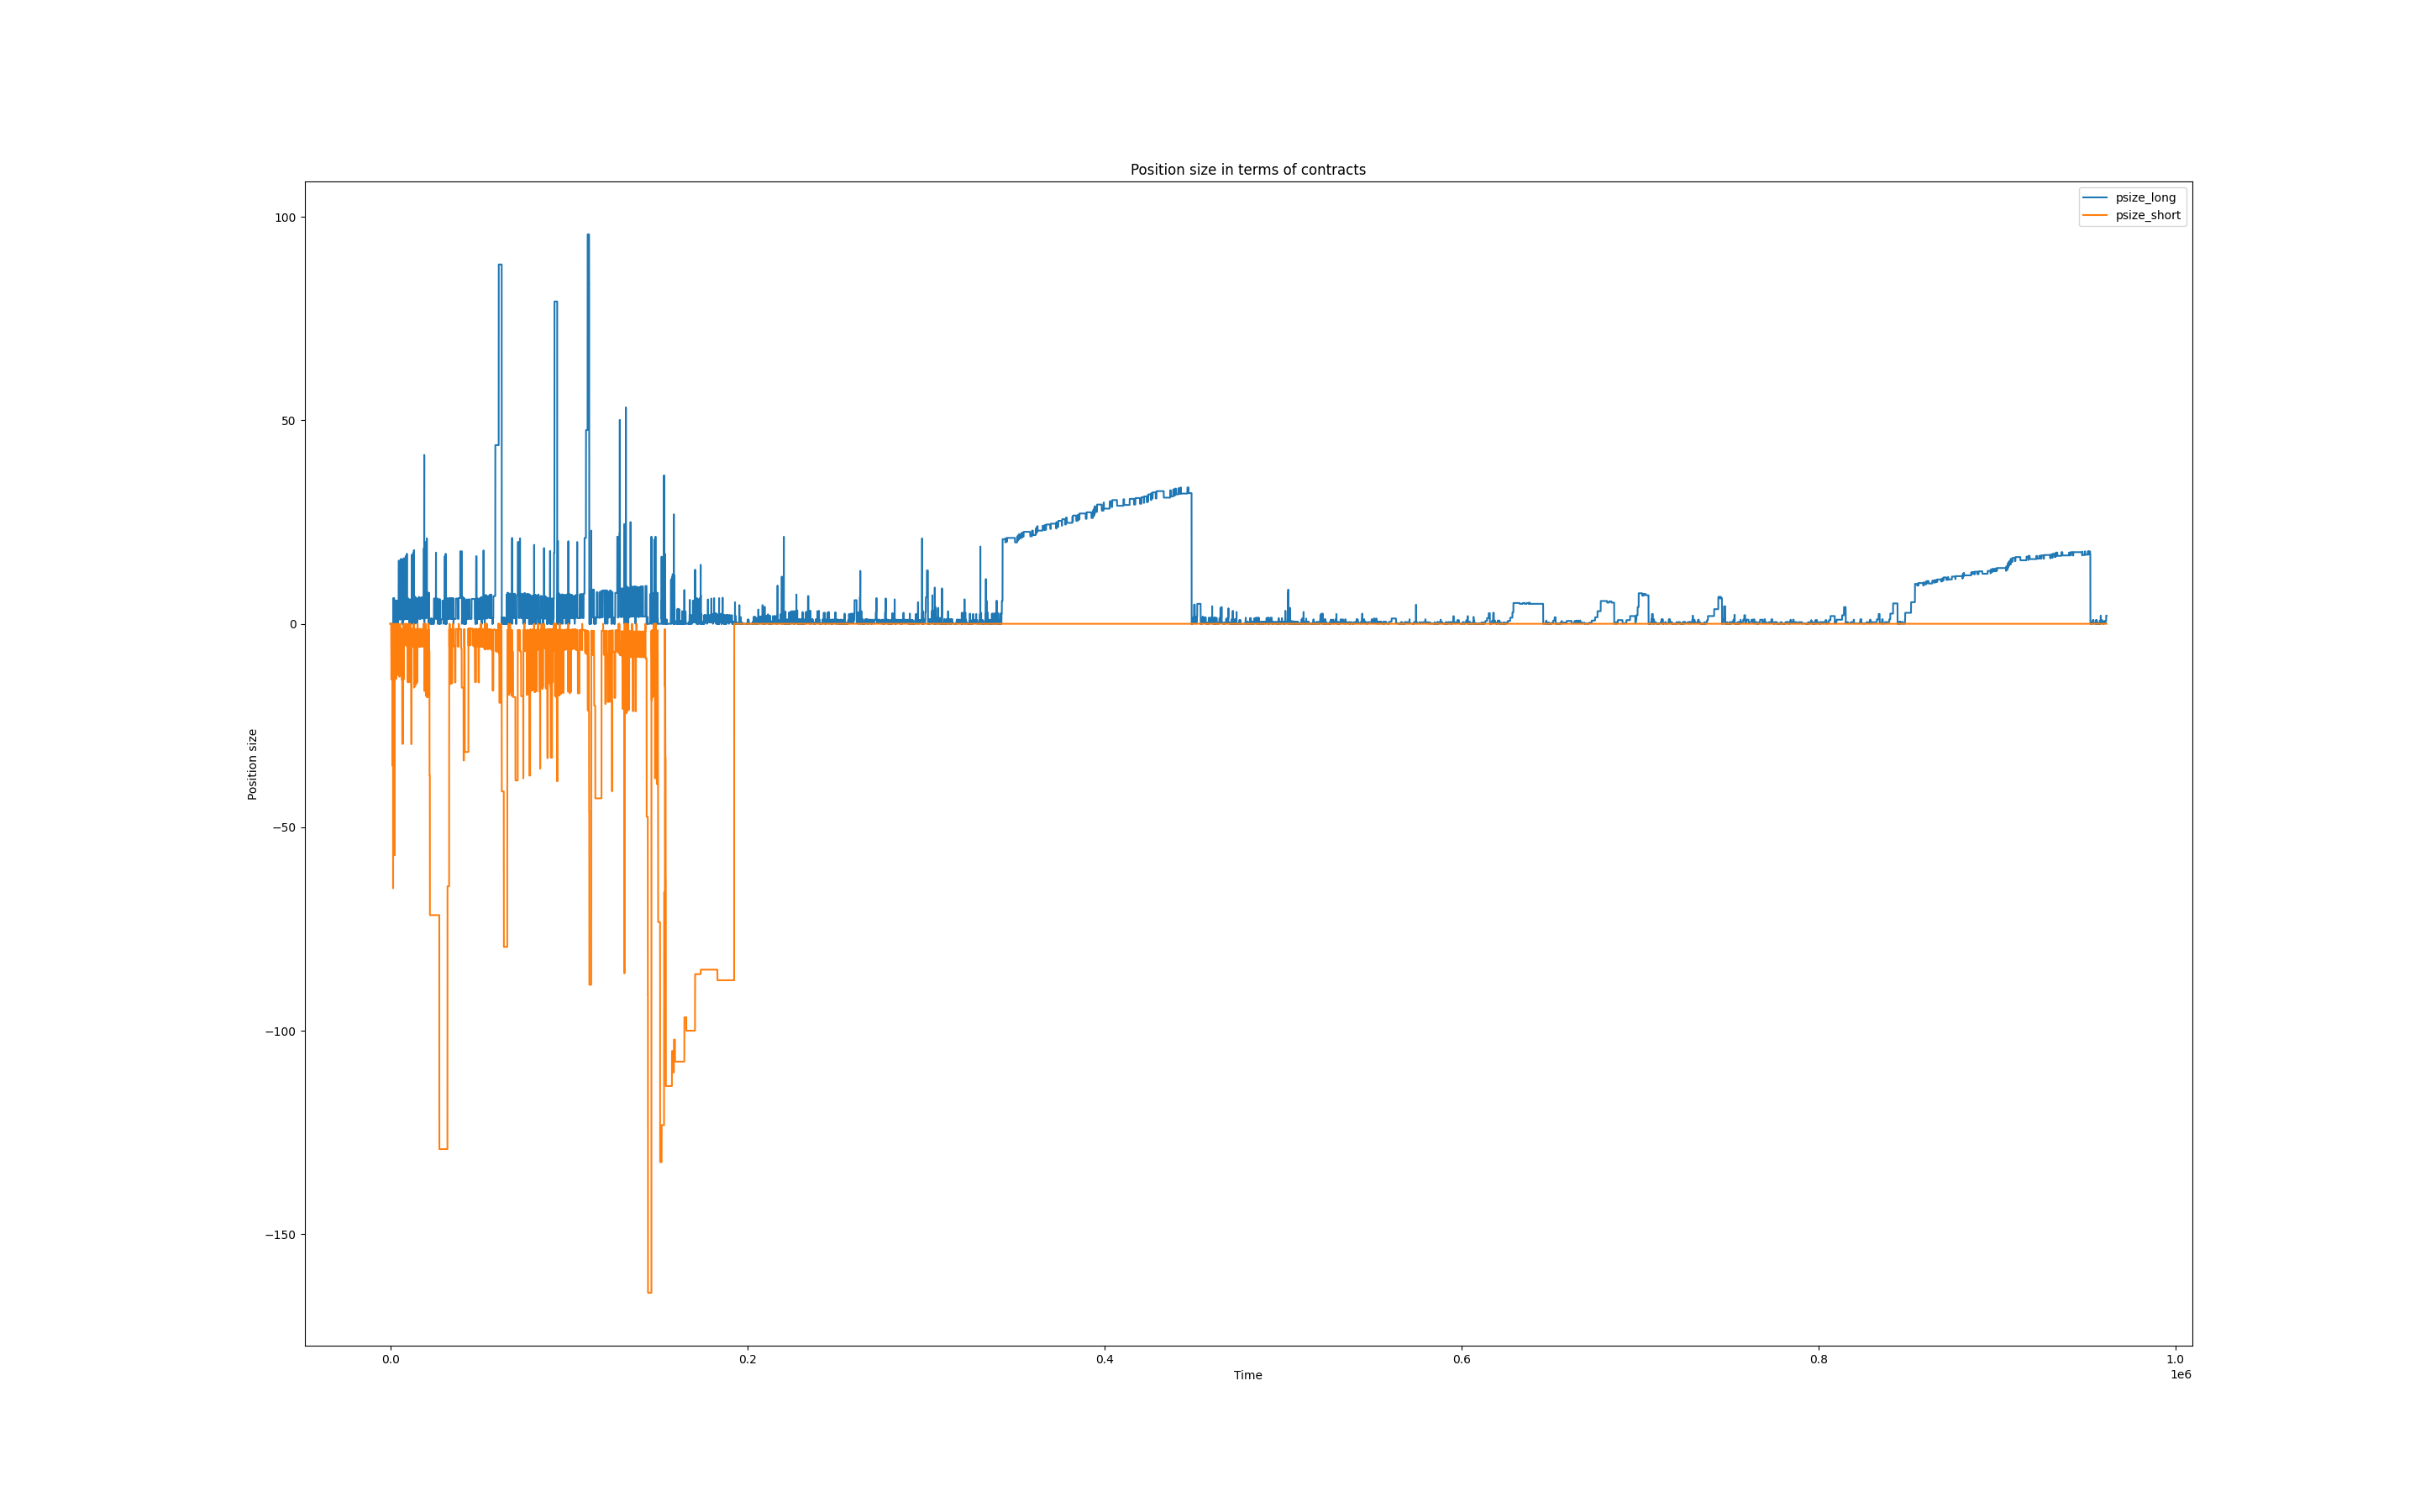 Position size in terms of contracts
psize_long
psize_short
100
50
0
−50
−100
−150
Position size
0.0
0.2
0.4
0.6
0.8
1.0
1e6
Time